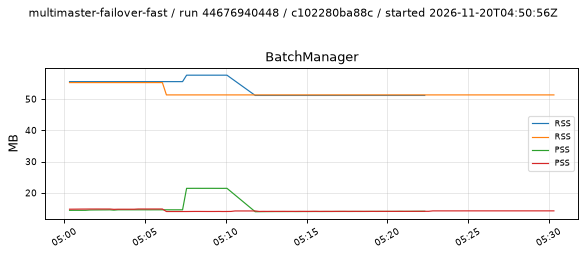 multimaster-failover-fast / run 44676940448 / c102280ba88c / started 2026-11-20T04:50:56Z
BatchManager
MB
50
40
30
20
RSS
RSS
PSS
PSS
05:00
05:05
05:10
05:15
05:20
05:25
05:30